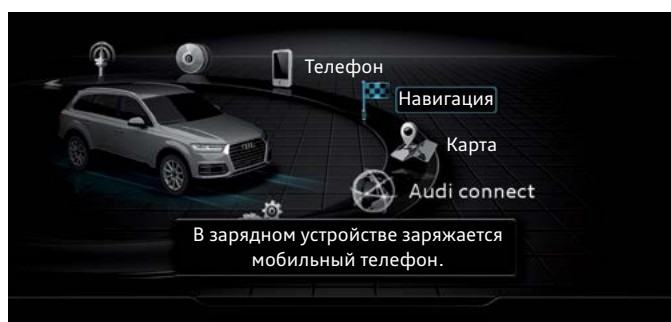 Телефон
Навигация
Карта
Audi connect
В зарядном устройстве заряжается
мобильный телефон.